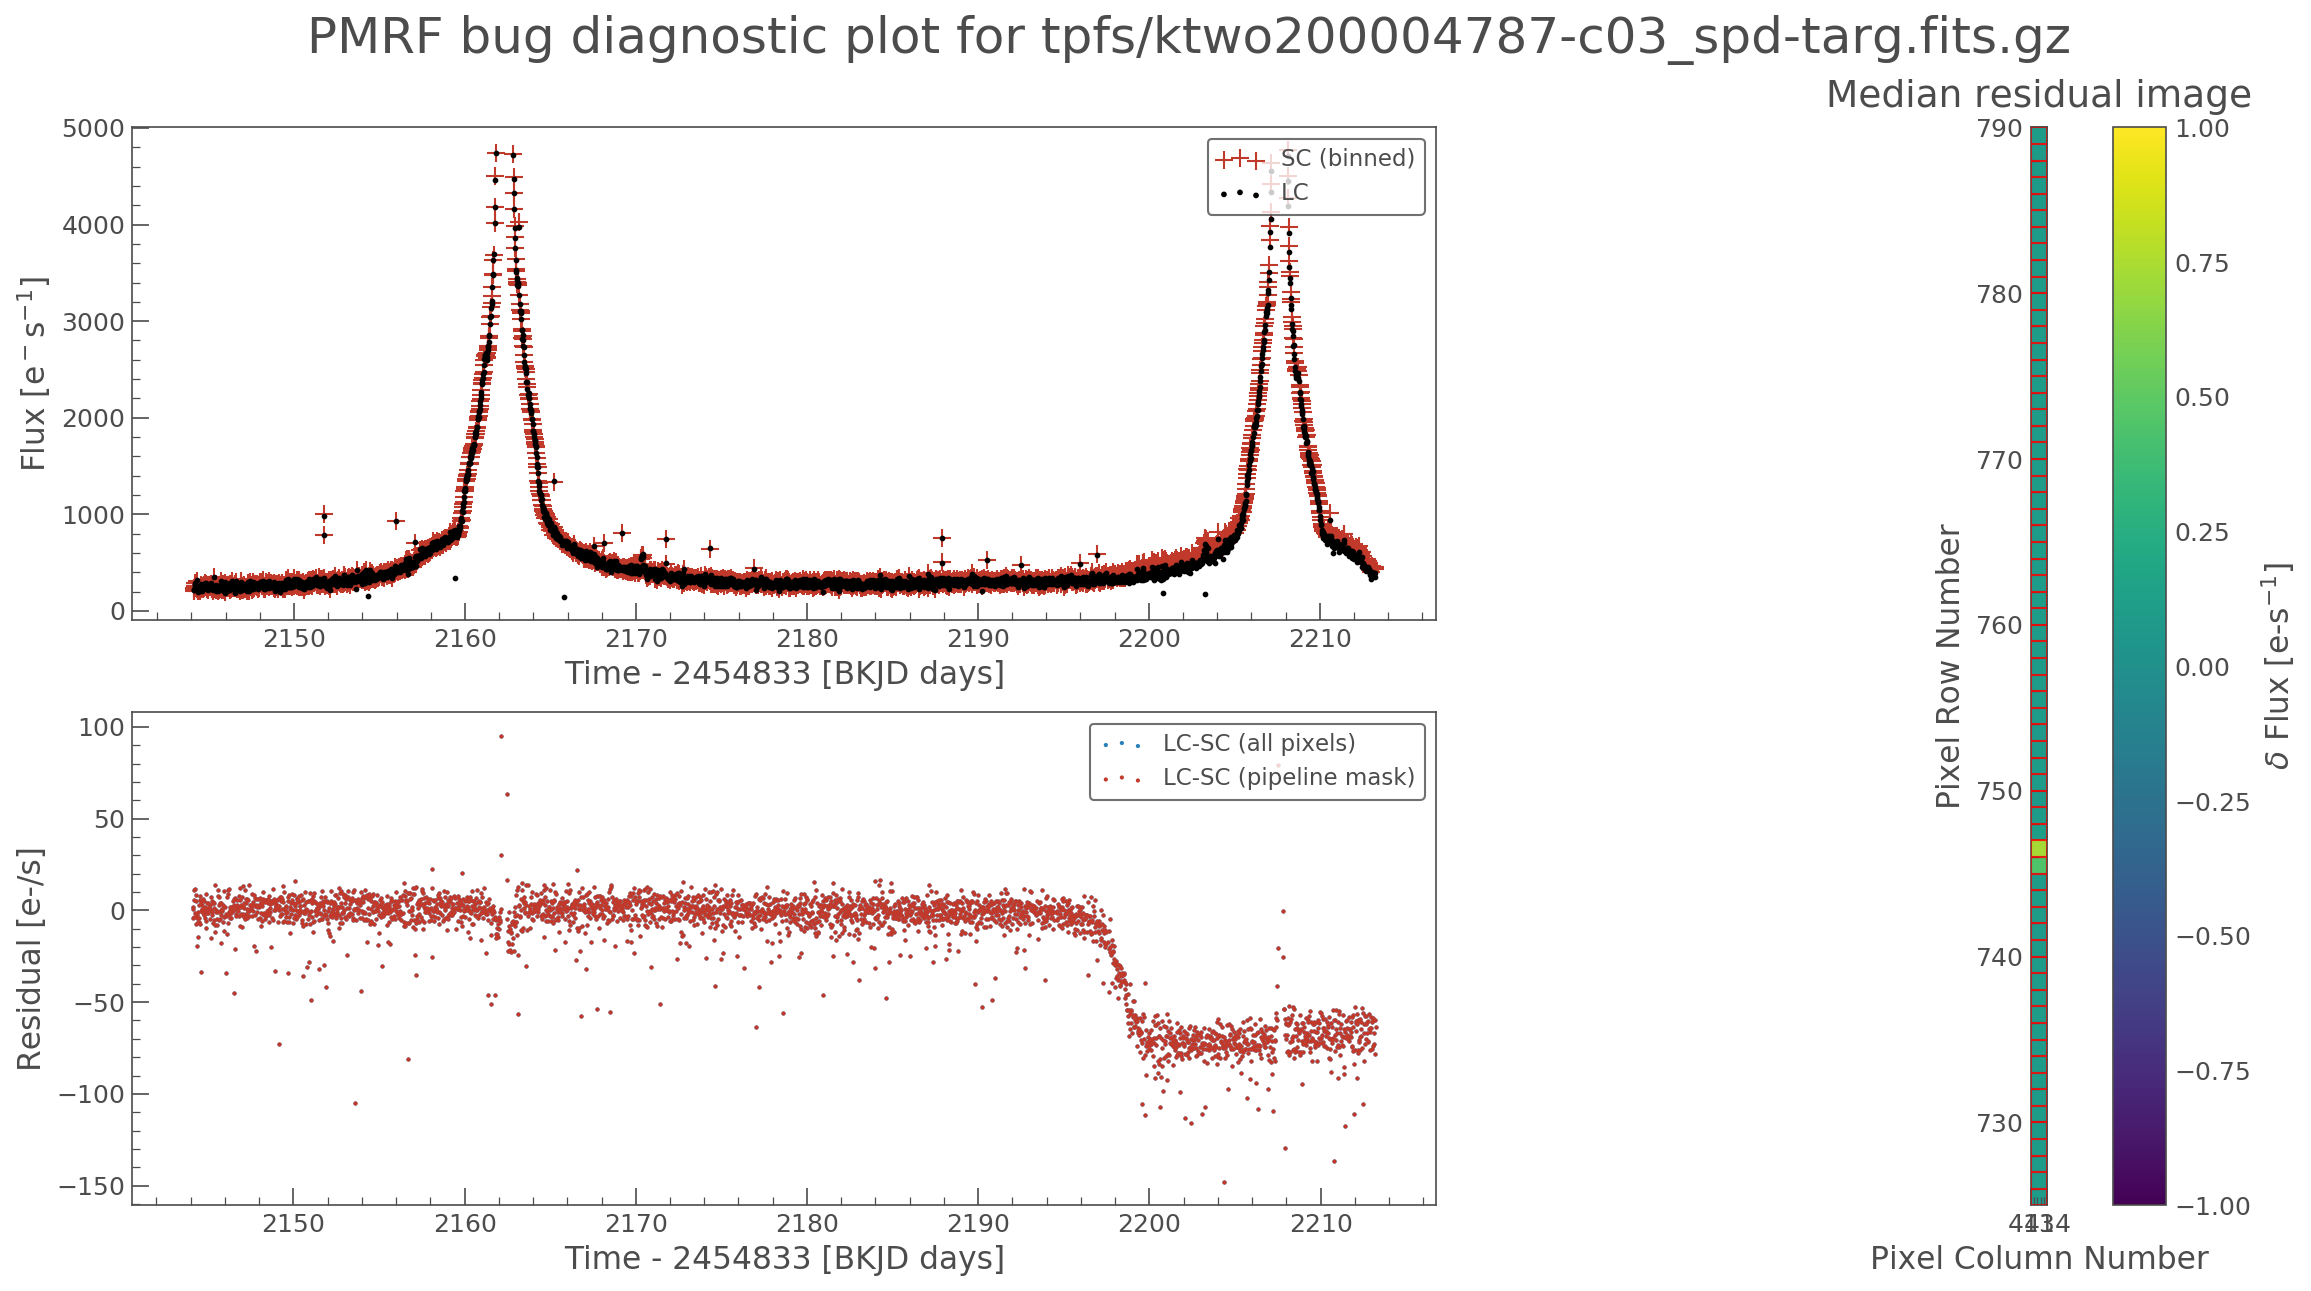 PMRF bug diagnostic plot for tpfs/ktwo200004787-c03_spd-targ.fits.gz
5000
4000
3000
2000
1000
0
Flux [e⁻ s⁻¹]
SC (binned)
LC
2150 2160 2170 2180 2190 2200 2210
Time - 2454833 [BKJD days]
100
50
0
−50
−100
−150
Residual [e-/s]
LC-SC (all pixels)
LC-SC (pipeline mask)
2150 2160 2170 2180 2190 2200 2210
Time - 2454833 [BKJD days]
Median residual image
790
780
770
760
750
740
730
Pixel Row Number
Pixel Column Number
1.00
0.75
0.50
0.25
0.00
−0.25
−0.50
−0.75
−1.00
δ Flux [e-s⁻¹]